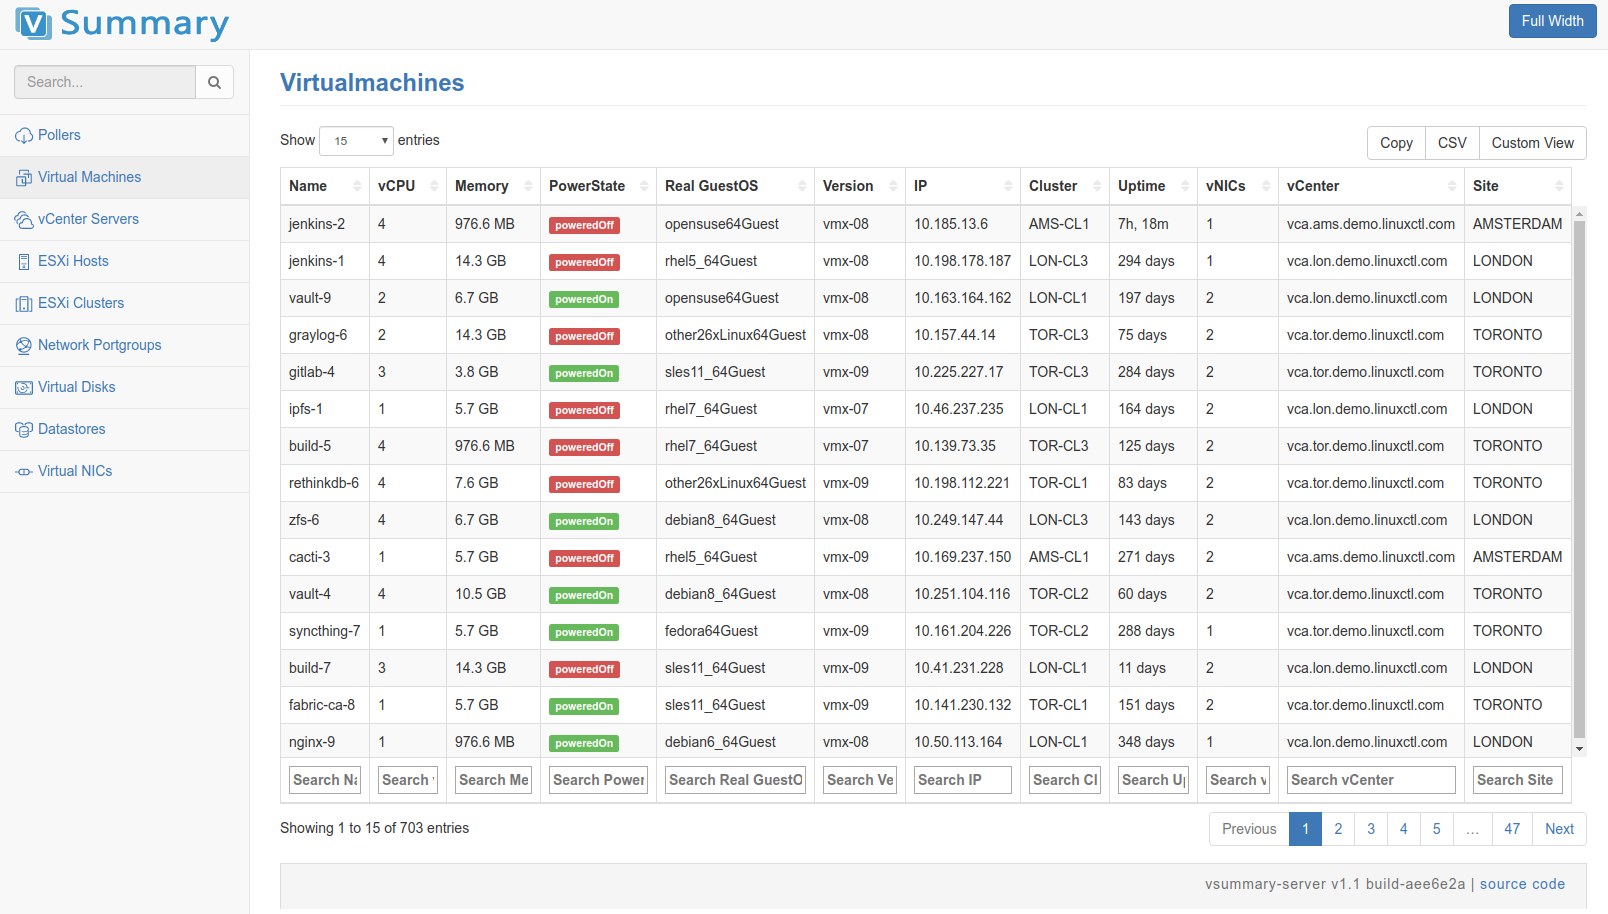 V Summary
Full Width
Search...
Pollers
Virtual Machines
vCenter Servers
ESXi Hosts
ESXi Clusters
Network Portgroups
Virtual Disks
Datastores
Virtual NICs
Virtualmachines
Show 15 entries
Copy CSV Custom View
Name vCPU Memory PowerState Real GuestOS Version IP Cluster Uptime vNICs vCenter Site
jenkins-2 4 976.6 MB poweredOff opensuse64Guest vmx-08 10.185.13.6 AMS-CL1 7h, 18m 1 vca.ams.demo.linuxctl.com AMSTERDAM
jenkins-1 4 14.3 GB poweredOff rhel5_64Guest vmx-08 10.198.178.187 LON-CL3 294 days 1 vca.lon.demo.linuxctl.com LONDON
vault-9 2 6.7 GB poweredOn opensuse64Guest vmx-08 10.163.164.162 LON-CL1 197 days 2 vca.lon.demo.linuxctl.com LONDON
graylog-6 2 14.3 GB poweredOff other26xLinux64Guest vmx-08 10.157.44.14 TOR-CL3 75 days 2 vca.tor.demo.linuxctl.com TORONTO
gitlab-4 3 3.8 GB poweredOn sles11_64Guest vmx-09 10.225.227.17 TOR-CL3 284 days 2 vca.tor.demo.linuxctl.com TORONTO
ipfs-1 1 5.7 GB poweredOff rhel7_64Guest vmx-07 10.46.237.235 LON-CL1 164 days 2 vca.lon.demo.linuxctl.com LONDON
build-5 4 976.6 MB poweredOff rhel7_64Guest vmx-07 10.139.73.35 TOR-CL3 125 days 2 vca.tor.demo.linuxctl.com TORONTO
rethinkdb-6 4 7.6 GB poweredOff other26xLinux64Guest vmx-09 10.198.112.221 TOR-CL1 83 days 2 vca.tor.demo.linuxctl.com TORONTO
zfs-6 4 6.7 GB poweredOn debian8_64Guest vmx-08 10.249.147.44 LON-CL3 143 days 2 vca.lon.demo.linuxctl.com LONDON
cacti-3 1 5.7 GB poweredOff rhel5_64Guest vmx-09 10.169.237.150 AMS-CL1 271 days 2 vca.ams.demo.linuxctl.com AMSTERDAM
vault-4 4 10.5 GB poweredOn debian8_64Guest vmx-08 10.251.104.116 TOR-CL2 60 days 2 vca.tor.demo.linuxctl.com TORONTO
syncthing-7 1 5.7 GB poweredOn fedora64Guest vmx-09 10.161.204.226 TOR-CL2 288 days 1 vca.tor.demo.linuxctl.com TORONTO
build-7 3 14.3 GB poweredOff sles11_64Guest vmx-09 10.41.231.228 LON-CL1 11 days 2 vca.lon.demo.linuxctl.com LONDON
fabric-ca-8 1 5.7 GB poweredOn sles11_64Guest vmx-09 10.141.230.132 TOR-CL1 151 days 2 vca.tor.demo.linuxctl.com TORONTO
nginx-9 1 976.6 MB poweredOn debian6_64Guest vmx-08 10.50.113.164 LON-CL1 348 days 1 vca.lon.demo.linuxctl.com LONDON
Search Na Search Search Me Search Power Search Real GuestO Search Ve Search IP Search Cl Search Up Search v Search vCenter Search Site
Showing 1 to 15 of 703 entries
Previous 1 2 3 4 5 ... 47 Next
vsummary-server v1.1 build-aee6e2a | source code